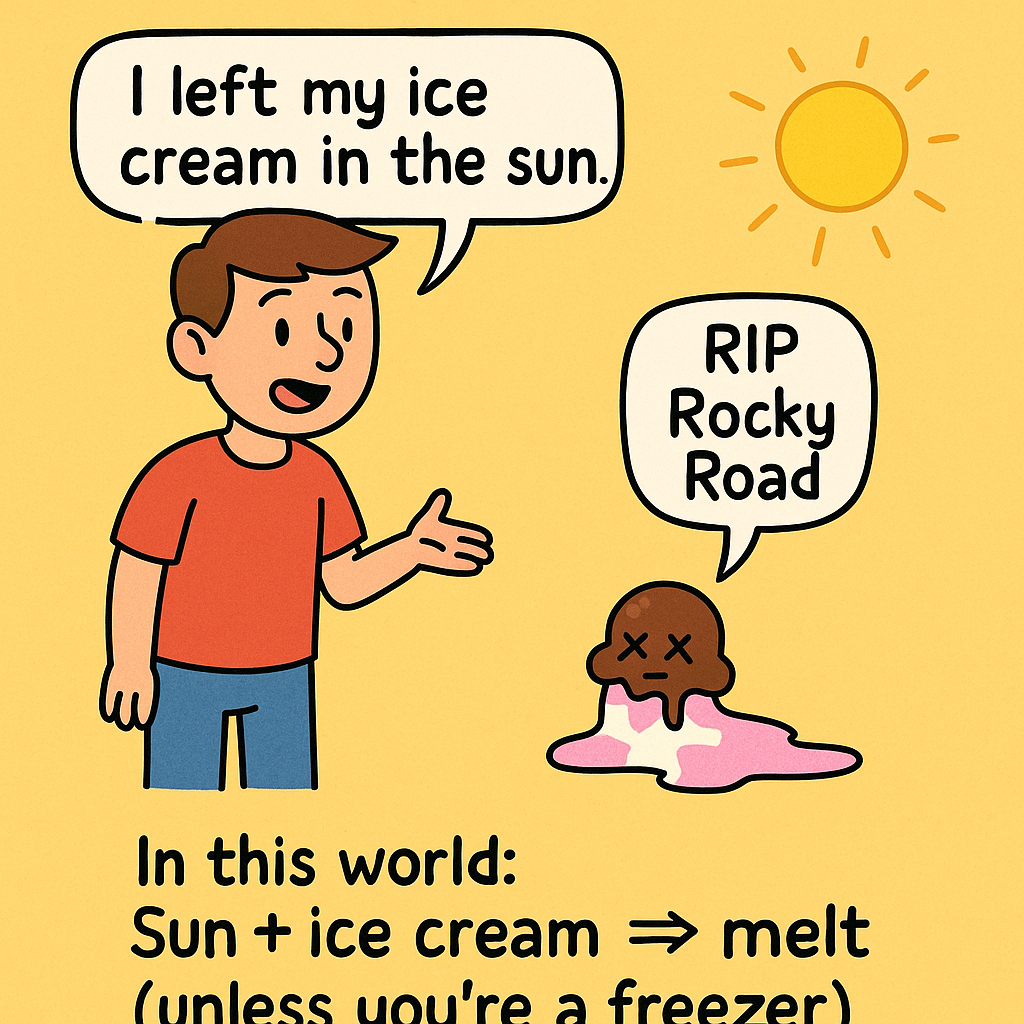 I left my ice
cream in the sun.
RIP
Rocky
Road
In this world:
Sun + ice cream ⇒ melt
(unless you're a freezer)